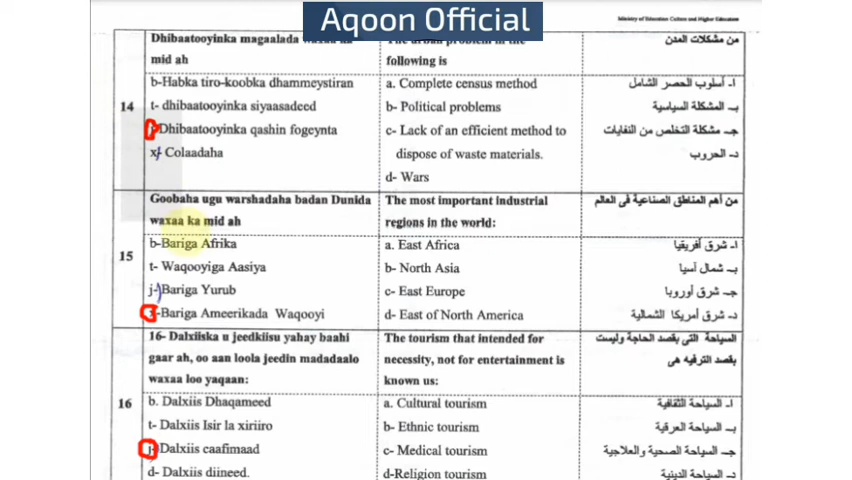 Aqoon Official
Ministry of Education Culture and Higher Education
Dhibaatooyinka magaalada waxaa ka
mid ah
b-Habka tiro-koobka dhammeystiran
t- dhibaatooyinka siyaasadeed
Dhibaatooyinka qashin fogeynta
x- Colaadaha
14
The urban problem in the
following is
a. Complete census method
b- Political problems
c- Lack of an efficient method to
dispose of waste materials.
d- Wars
من مشكلات المدن
ا- أسلوب الحصر الشامل
بـ- المشكلة السياسية
جـ- مشكلة التخلص من النفايات
د- الحروب
15
Goobaha ugu warshadaha badan Dunida
waxaa ka mid ah
b-Bariga Afrika
t- Waqooyiga Aasiya
j- Bariga Yurub
-Bariga Ameerikada Waqooyi
The most important industrial
regions in the world:
a. East Africa
b- North Asia
c- East Europe
d- East of North America
من أهم المناطق الصناعية فى العالم
ا- شرق أفريقيا
بـ- شمال آسيا
جـ- شرق أوروبا
د- شرق أمريكا الشمالية
16
16- Dalxiiska u jeedkiisu yahay baahi
gaar ah, oo aan loola jeedin madadaalo
waxaa loo yaqaan:
b. Dalxiis Dhaqameed
t- Dalxiis Isir la xiriiro
j- Dalxiis caafimaad
d- Dalxiis diineed.
The tourism that intended for
necessity, not for entertainment is
known us:
a. Cultural tourism
b- Ethnic tourism
c- Medical tourism
d-Religion tourism
السياحة التى بقصد الحاجة وليست
بقصد الترفيه هى
ا- السياحة الثقافية
بـ- السياحة العرقية
جـ- السياحة الصحية والعلاجية
د- السياحة الدينية